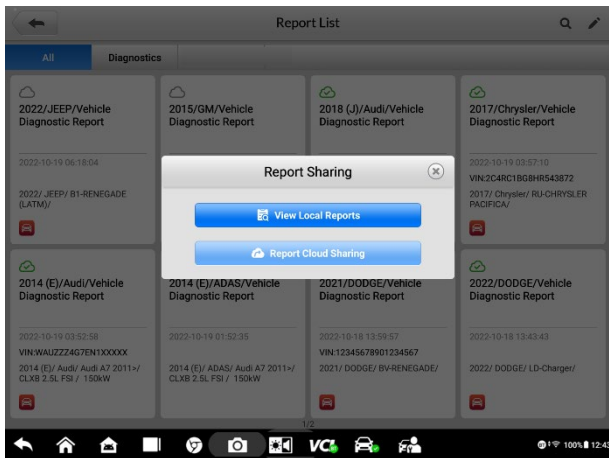 Report List
All
Diagnostics
2022/JEEP/Vehicle
Diagnostic Report
2015/GM/Vehicle
Diagnostic Report
2018 (J)/Audi/Vehicle
Diagnostic Report
2017/Chrysler/Vehicle
Diagnostic Report
2022-10-19 06:18:04
2022/ JEEP/ B1-RENEGADE
(LATM)/
2022-10-19 03:57:10
VIN:2C4RC1BG8HR543872
2017/ Chrysler/ RU-CHRYSLER
PACIFICA/
Report Sharing
View Local Reports
Report Cloud Sharing
2014 (E)/Audi/Vehicle
Diagnostic Report
2014 (E)/ADAS/Vehicle
Diagnostic Report
2021/DODGE/Vehicle
Diagnostic Report
2022/DODGE/Vehicle
Diagnostic Report
2022-10-19 03:52:58
VIN:WAUZZZ4G7EN1XXXXX
2014 (E)/ Audi/ Audi A7 2011>/
CLXB 2.5L FSI / 150kW
2022-10-19 01:52:35
2014 (E)/ ADAS/ Audi A7 2011>/
CLXB 2.5L FSI / 150kW
2022-10-18 13:59:57
VIN:12345678901234567
2021/ DODGE/ BV-RENEGADE/
2022-10-18 13:43:43
2022/ DODGE/ LD-Charger/
1/2
VCI
100%
12:43